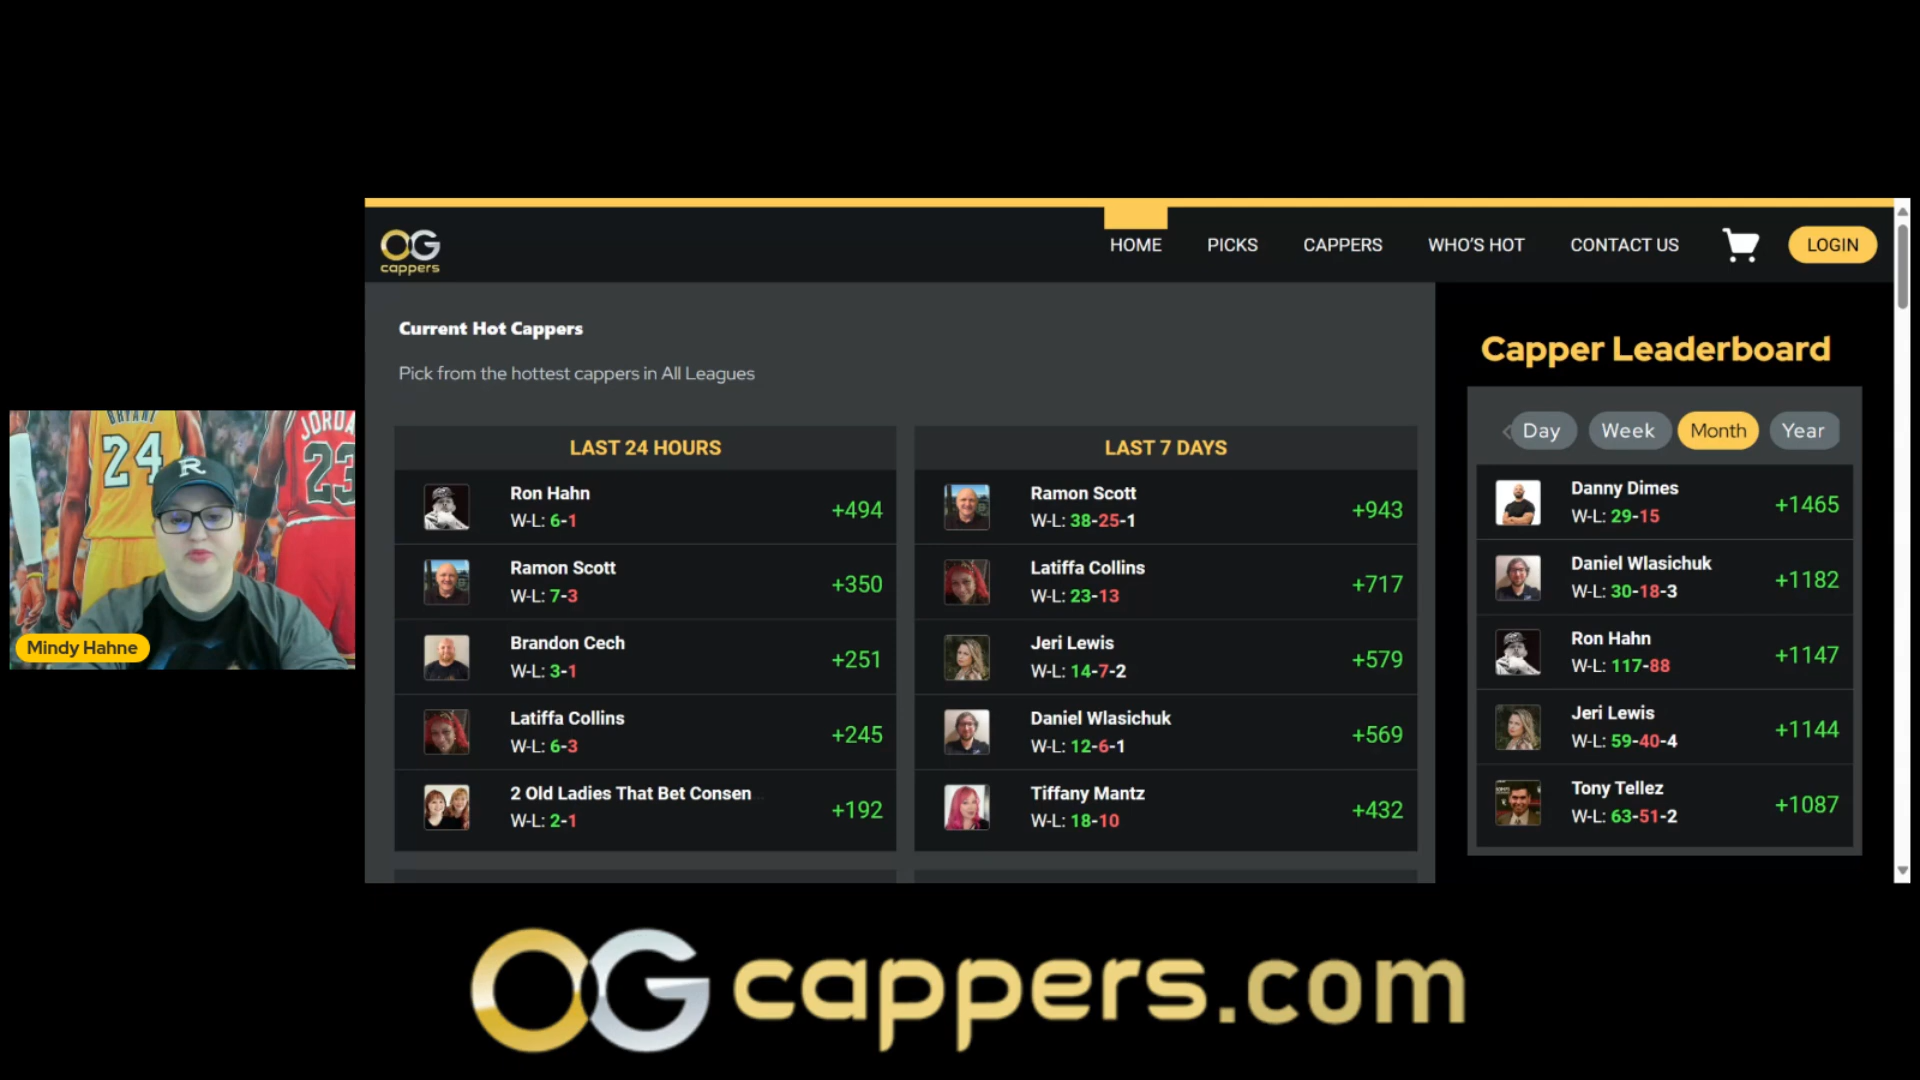 OG
cappers
HOME
PICKS
CAPPERS
WHO'S HOT
CONTACT US
LOGIN
Current Hot Cappers
Pick from the hottest cappers in All Leagues
LAST 24 HOURS
Ron Hahn
W-L: 6-1
+494
Ramon Scott
W-L: 7-3
+350
Brandon Cech
W-L: 3-1
+251
Latiffa Collins
W-L: 6-3
+245
2 Old Ladies That Bet Consen
W-L: 2-1
+192
LAST 7 DAYS
Ramon Scott
W-L: 38-25-1
+943
Latiffa Collins
W-L: 23-13
+717
Jeri Lewis
W-L: 14-7-2
+579
Daniel Wlasichuk
W-L: 12-6-1
+569
Tiffany Mantz
W-L: 18-10
+432
Capper Leaderboard
Day
Week
Month
Year
Danny Dimes
W-L: 29-15
+1465
Daniel Wlasichuk
W-L: 30-18-3
+1182
Ron Hahn
W-L: 117-88
+1147
Jeri Lewis
W-L: 59-40-4
+1144
Tony Tellez
W-L: 63-51-2
+1087
BRYANT
24
JORDA
23
R
Mindy Hahne
OG cappers.com